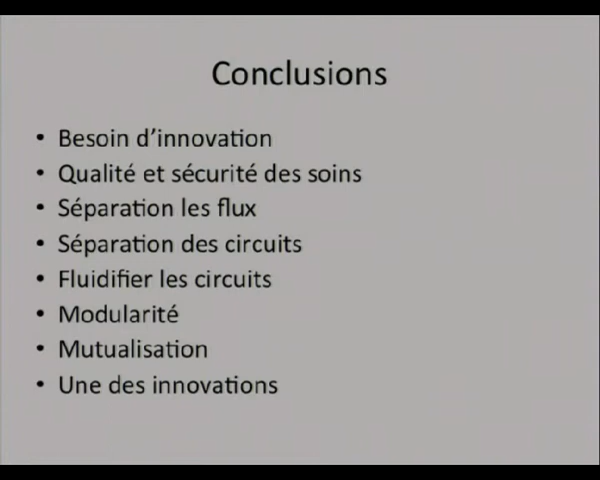 Conclusions
• Besoin d'innovation
• Qualité et sécurité des soins
• Séparation les flux
• Séparation des circuits
• Fluidifier les circuits
• Modularité
• Mutualisation
• Une des innovations